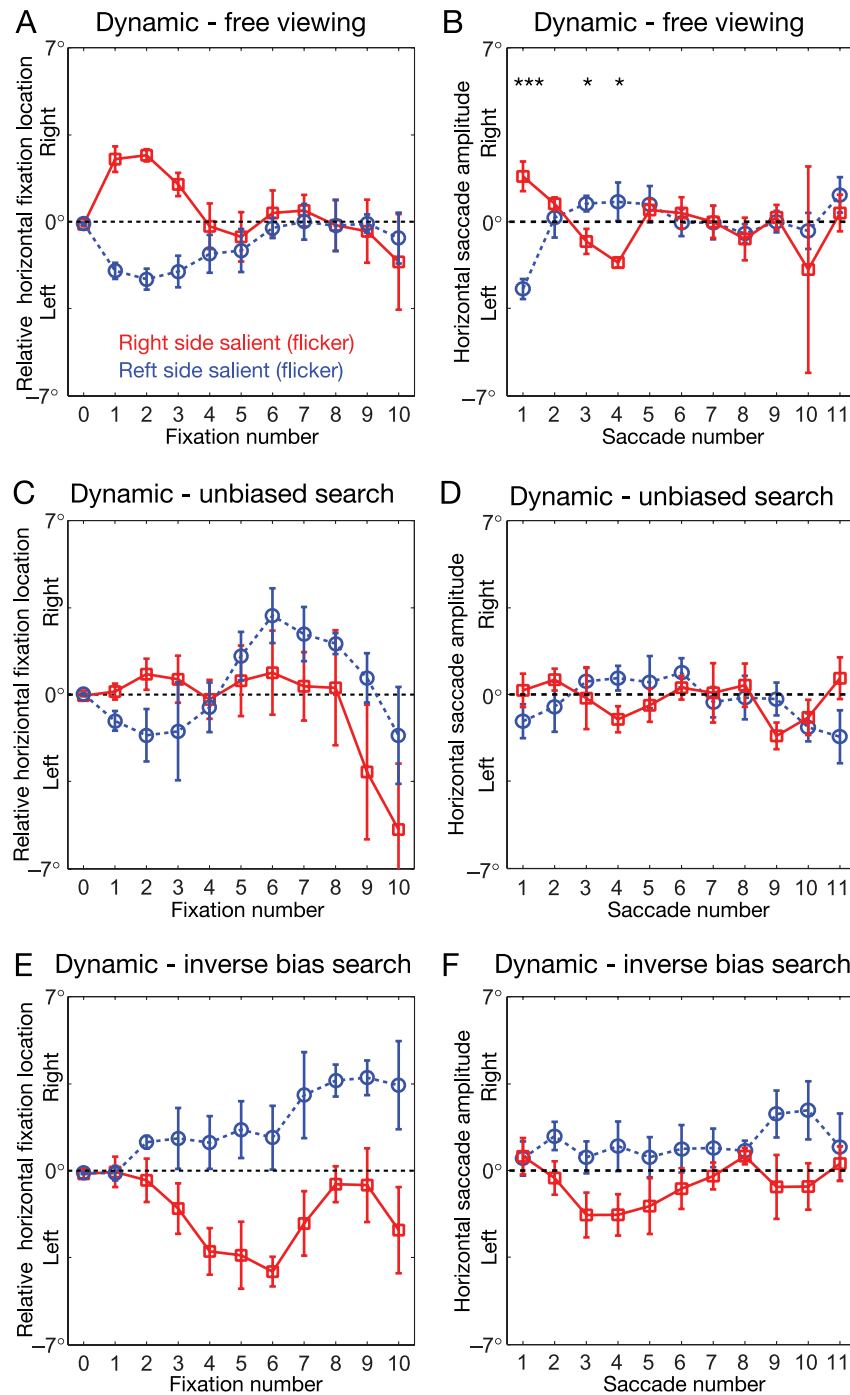 A Dynamic - free viewing
7°
Right
0°
Left
–7°
Relative horizontal fixation location
Right side salient (flicker)
Reft side salient (flicker)
0 1 2 3 4 5 6 7 8 9 10
Fixation number
B Dynamic - free viewing
7°
*** * *
Right
0°
Left
–7°
Horizontal saccade amplitude
1 2 3 4 5 6 7 8 9 10 11
Saccade number
C Dynamic - unbiased search
7°
Right
0°
Left
–7°
Relative horizontal fixation location
0 1 2 3 4 5 6 7 8 9 10
Fixation number
D Dynamic - unbiased search
7°
Right
0°
Left
–7°
Horizontal saccade amplitude
1 2 3 4 5 6 7 8 9 10 11
Saccade number
E Dynamic - inverse bias search
7°
Right
0°
Left
–7°
Relative horizontal fixation location
0 1 2 3 4 5 6 7 8 9 10
Fixation number
F Dynamic - inverse bias search
7°
Right
0°
Left
–7°
Horizontal saccade amplitude
1 2 3 4 5 6 7 8 9 10 11
Saccade number